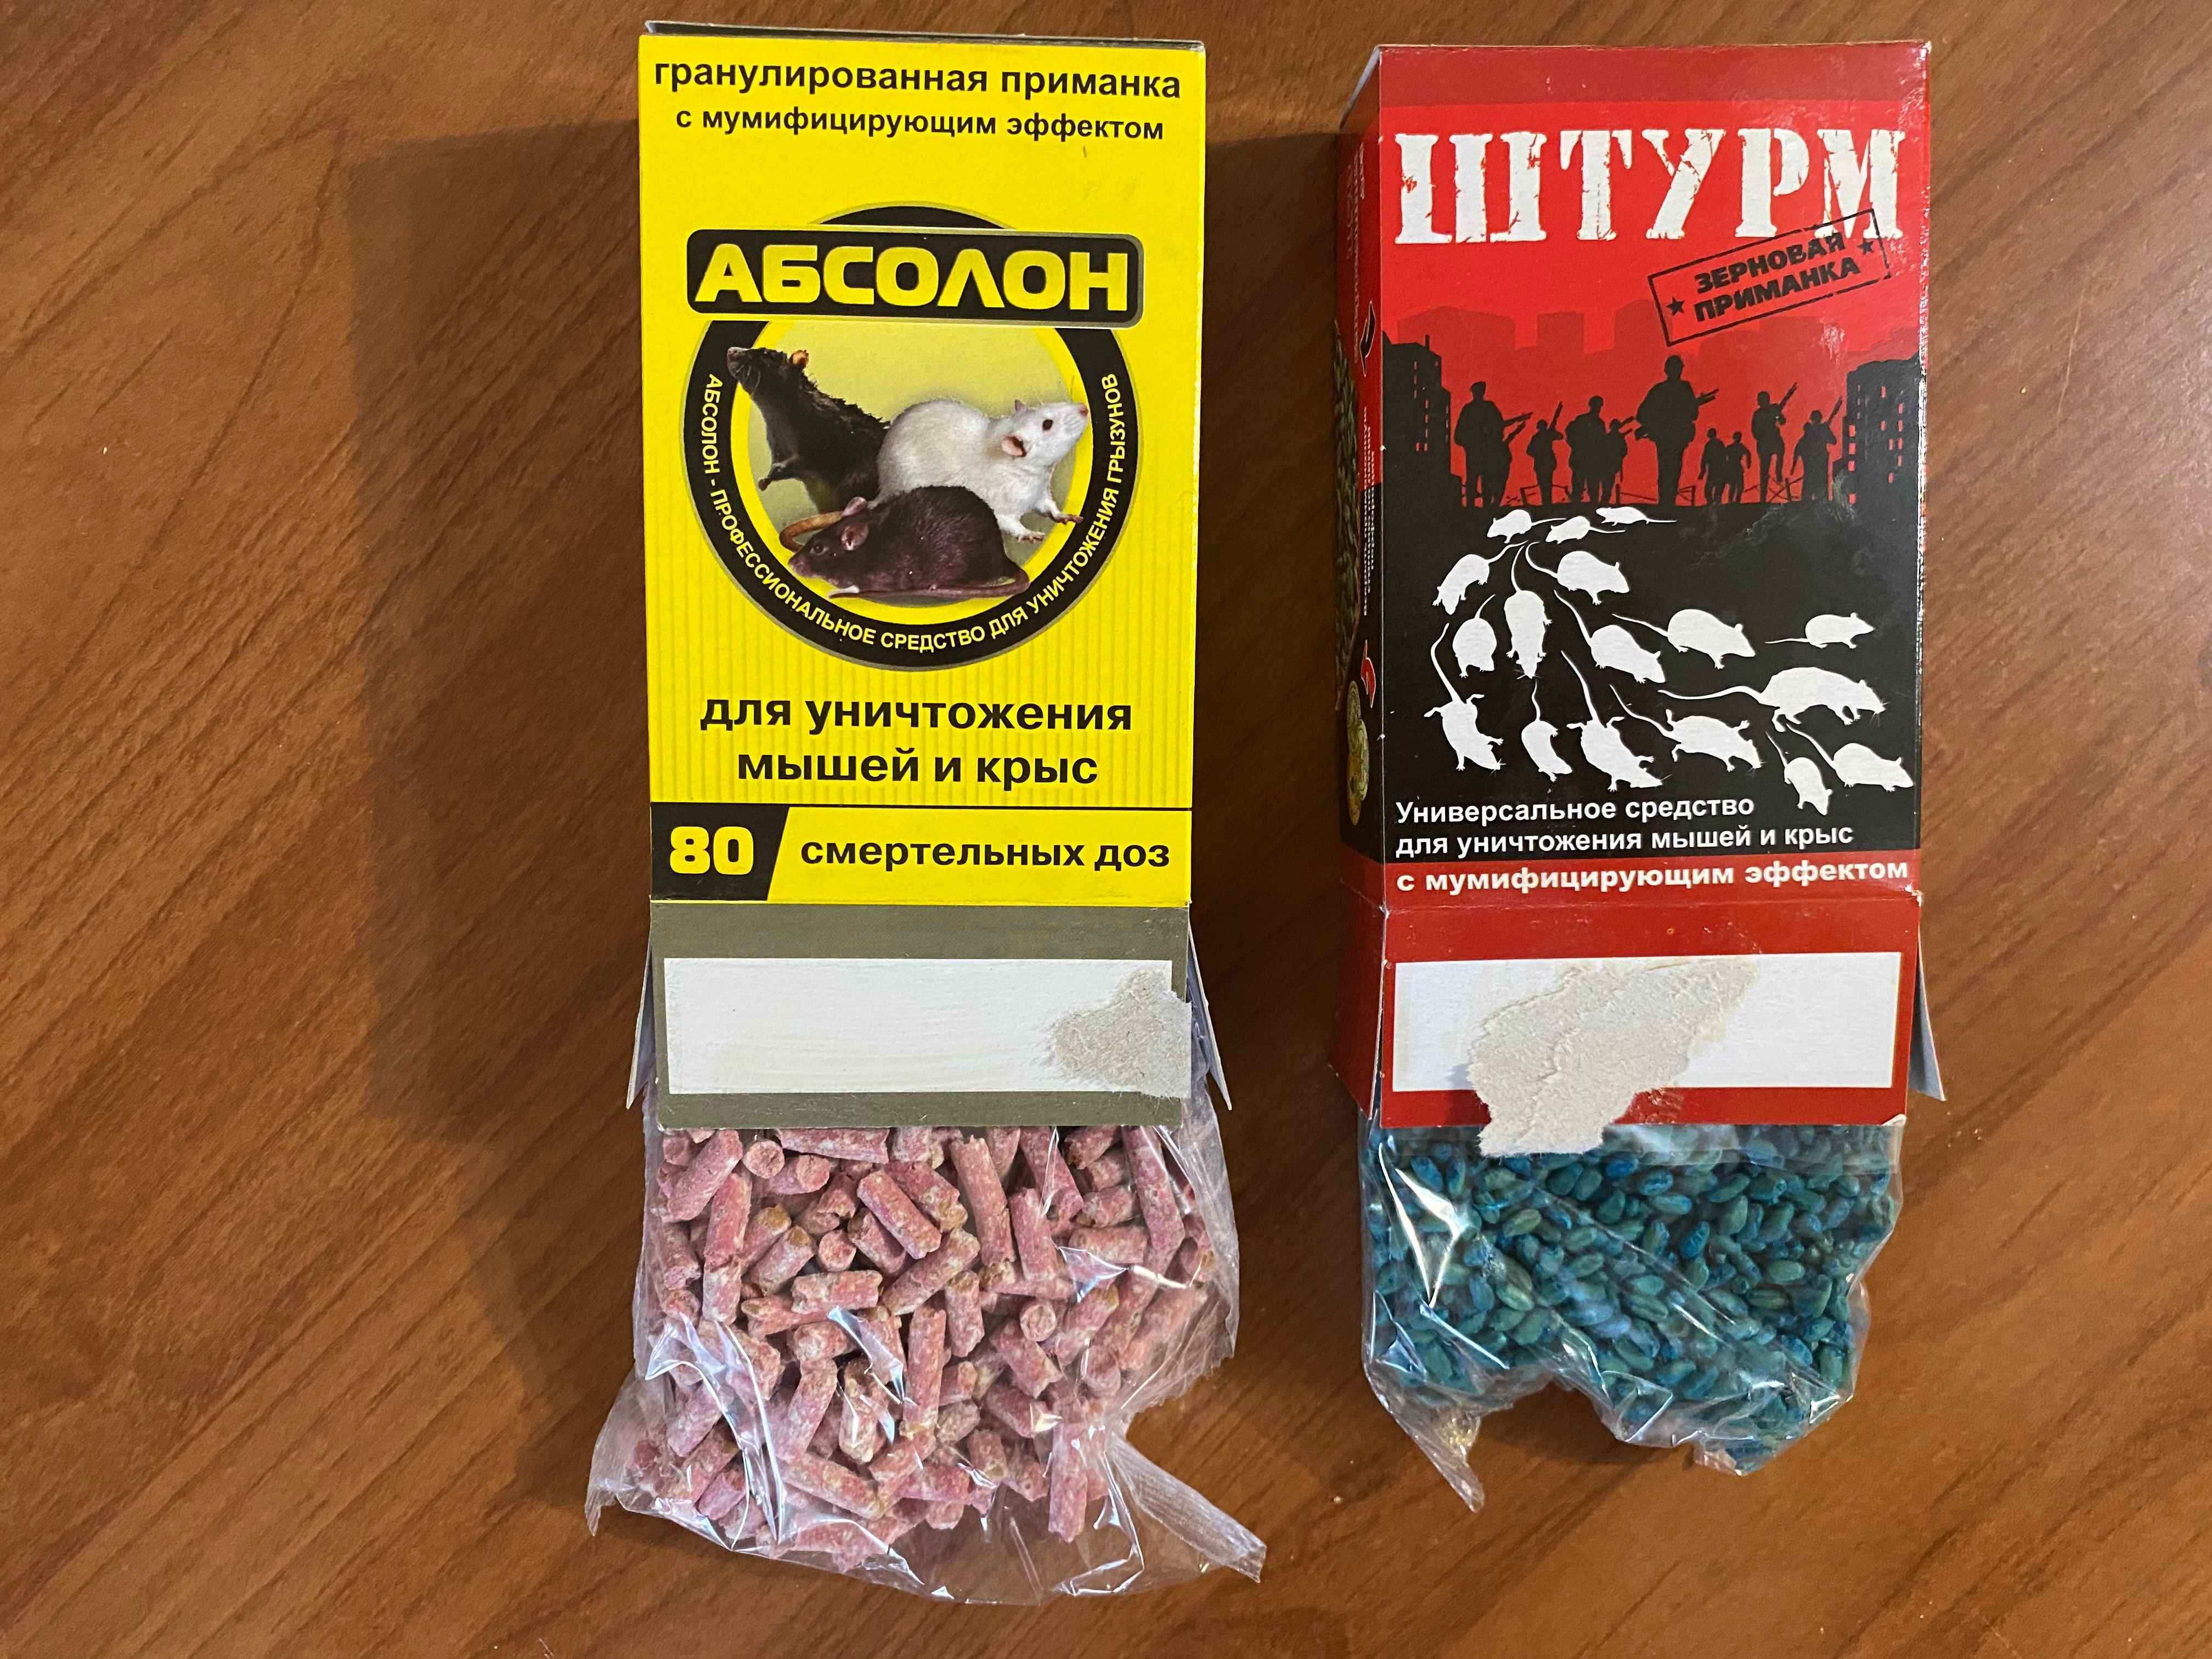 гранулированная приманка
с мумифицирующим эффектом
АБСОЛОН
АБСОЛОН - ПРОФЕССИОНАЛЬНОЕ СРЕДСТВО ДЛЯ УНИЧТОЖЕНИЯ ГРЫЗУНОВ
для уничтожения
мышей и крыс
80 смертельных доз
ШТУРМ
ЗЕРНОВАЯ
ПРИМАНКА
Универсальное средство
для уничтожения мышей и крыс
с мумифицирующим эффектом